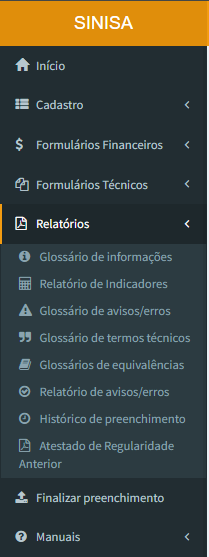 SINISA
Início
Cadastro
Formulários Financeiros
Formulários Técnicos
Relatórios
Glossário de informações
Relatório de Indicadores
Glossário de avisos/erros
Glossário de termos técnicos
Glossários de equivalências
Relatório de avisos/erros
Histórico de preenchimento
Atestado de Regularidade
Anterior
Finalizar preenchimento
Manuais